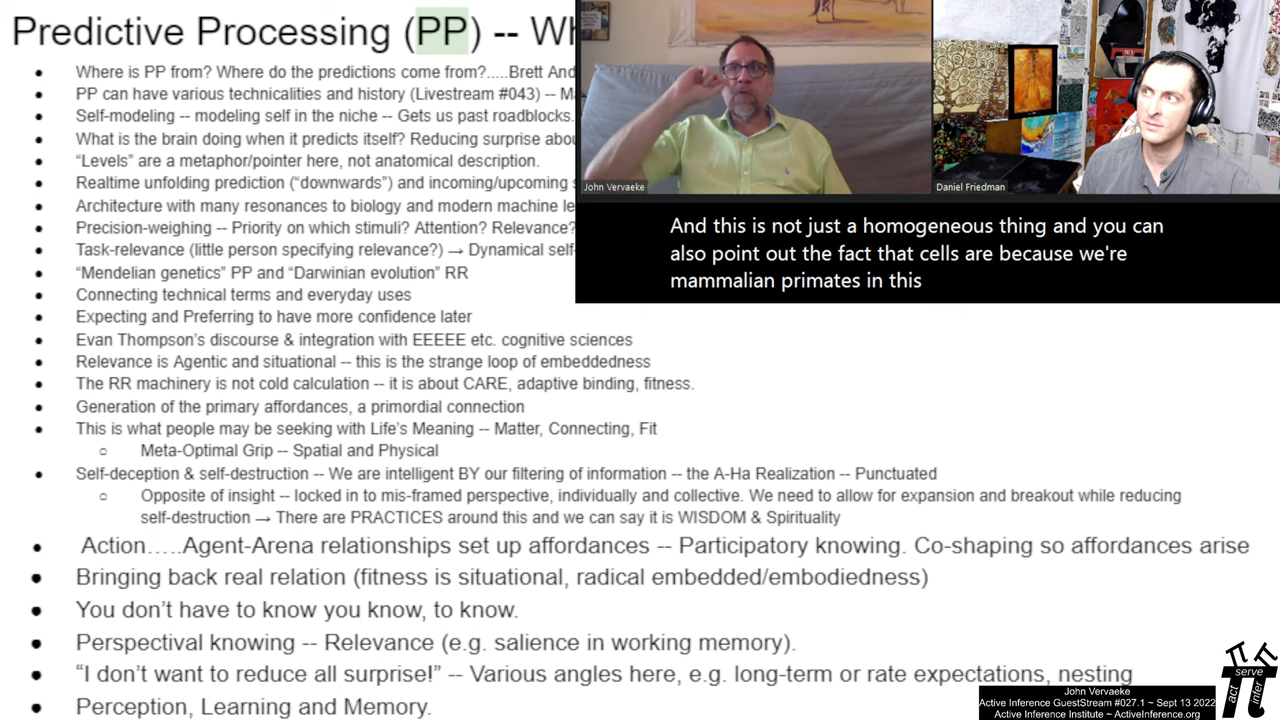 Predictive Processing (PP) -- Wh
Where is PP from? Where do the predictions come from?.....Brett And
PP can have various technicalities and history (Livestream #043) -- M
Self-modeling -- modeling self in the niche -- Gets us past roadblocks.
What is the brain doing when it predicts itself? Reducing surprise abou
“Levels” are a metaphor/pointer here, not anatomical description.
Realtime unfolding prediction (“downwards”) and incoming/upcoming s
Architecture with many resonances to biology and modern machine le
Precision-weighing -- Priority on which stimuli? Attention? Relevance?
Task-relevance (little person specifying relevance?) → Dynamical self-
“Mendelian genetics” PP and “Darwinian evolution” RR
Connecting technical terms and everyday uses
Expecting and Preferring to have more confidence later
Evan Thompson’s discourse & integration with EEEEE etc. cognitive sciences
Relevance is Agentic and situational -- this is the strange loop of embeddedness
The RR machinery is not cold calculation -- it is about CARE, adaptive binding, fitness.
Generation of the primary affordances, a primordial connection
This is what people may be seeking with Life’s Meaning -- Matter, Connecting, Fit
Meta-Optimal Grip -- Spatial and Physical
Self-deception & self-destruction -- We are intelligent BY our filtering of information -- the A-Ha Realization -- Punctuated
Opposite of insight -- locked in to mis-framed perspective, individually and collective. We need to allow for expansion and breakout while reducing
self-destruction → There are PRACTICES around this and we can say it is WISDOM & Spirituality
Action…..Agent-Arena relationships set up affordances -- Participatory knowing. Co-shaping so affordances arise
Bringing back real relation (fitness is situational, radical embedded/embodiedness)
You don’t have to know you know, to know.
Perspectival knowing -- Relevance (e.g. salience in working memory).
“I don’t want to reduce all surprise!” -- Various angles here, e.g. long-term or rate expectations, nesting
Perception, Learning and Memory.
John Vervaeke
Daniel Friedman
And this is not just a homogeneous thing and you can
also point out the fact that cells are because we're
mammalian primates in this
serve
act
infer
John Vervaeke
Active Inference GuestStream #027.1 ~ Sept 13 2022
Active Inference Institute ~ ActiveInference.org